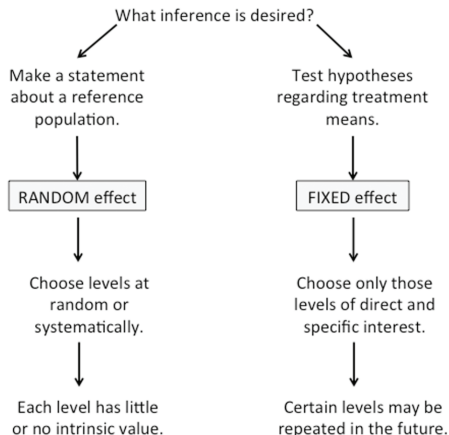 What inference is desired?
Make a statement
about a reference
population.
RANDOM effect
Choose levels at
random or
systematically.
Each level has little
or no intrinsic value.
Test hypotheses
regarding treatment
means.
FIXED effect
Choose only those
levels of direct and
specific interest.
Certain levels may be
repeated in the future.